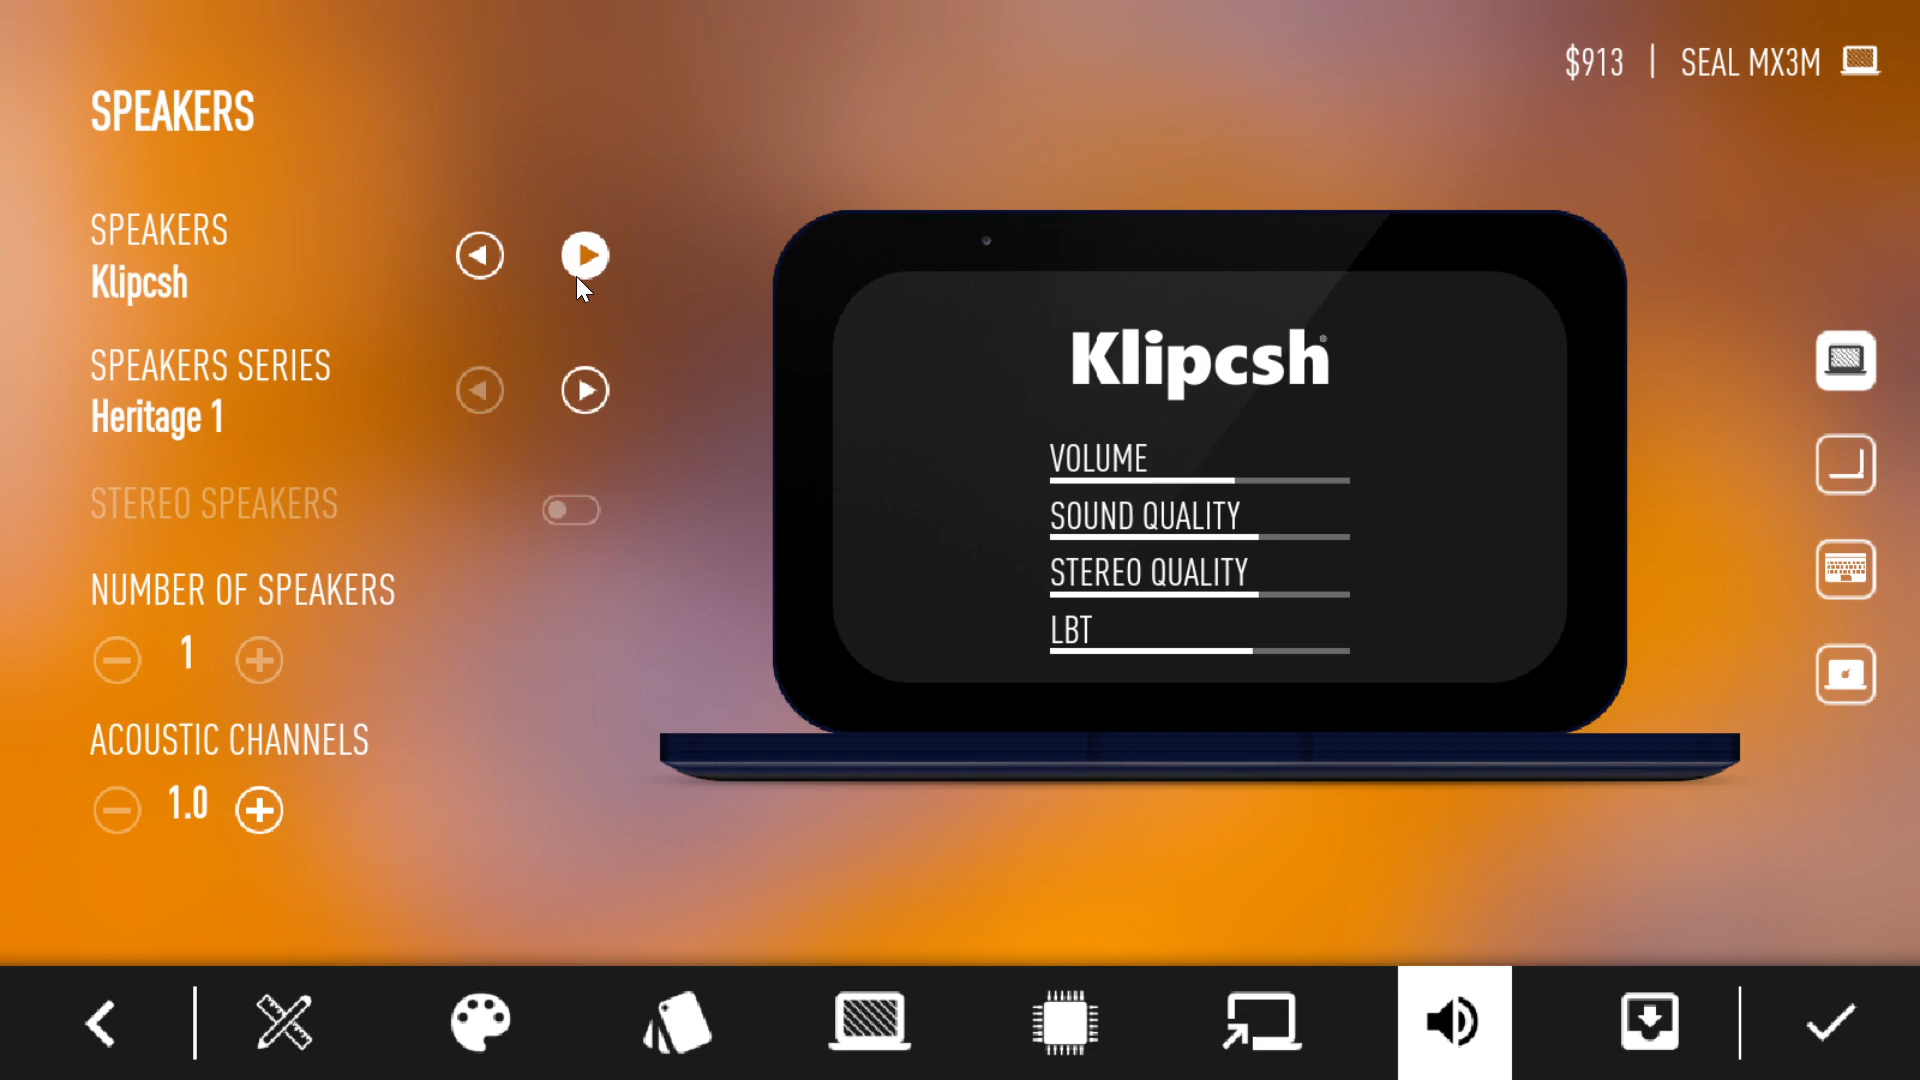 $913 | SEAL MX3M
SPEAKERS
SPEAKERS
Klipcsh
SPEAKERS SERIES
Heritage 1
STEREO SPEAKERS
NUMBER OF SPEAKERS
1
ACOUSTIC CHANNELS
1.0
Klipcsh®
VOLUME
SOUND QUALITY
STEREO QUALITY
LBT